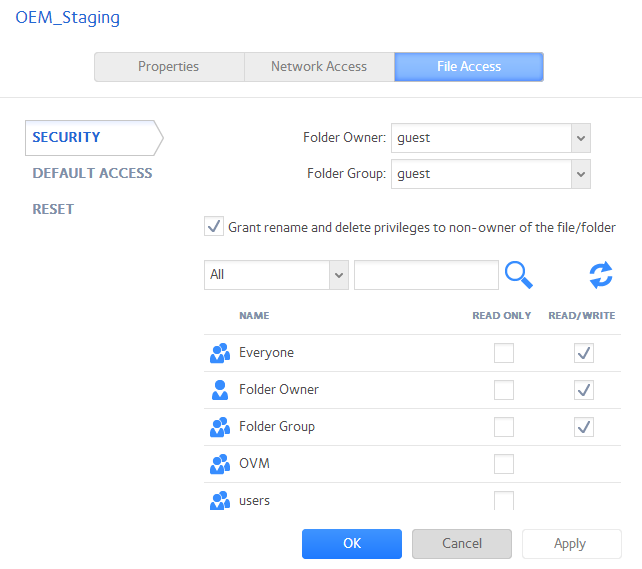 OEM_Staging
Properties
Network Access
File Access
SECURITY
DEFAULT ACCESS
RESET
Folder Owner: guest
Folder Group: guest
Grant rename and delete privileges to non-owner of the file/folder
All
NAME READ ONLY READ/WRITE
Everyone
Folder Owner
Folder Group
OVM
users
OK Cancel Apply